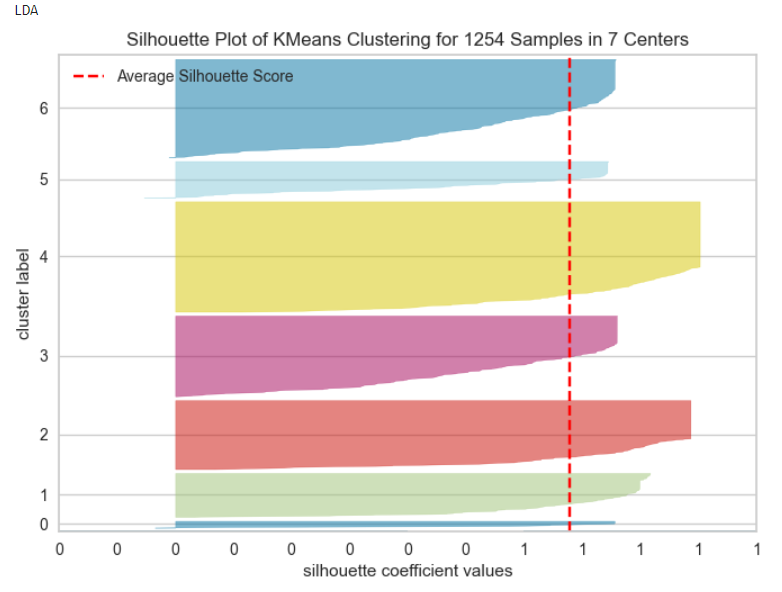 LDA
Silhouette Plot of KMeans Clustering for 1254 Samples in 7 Centers
Average Silhouette Score
6
5
4
3
2
1
0
cluster label
0 0 0 0 0 0 0 0 1 1 1 1 1
silhouette coefficient values